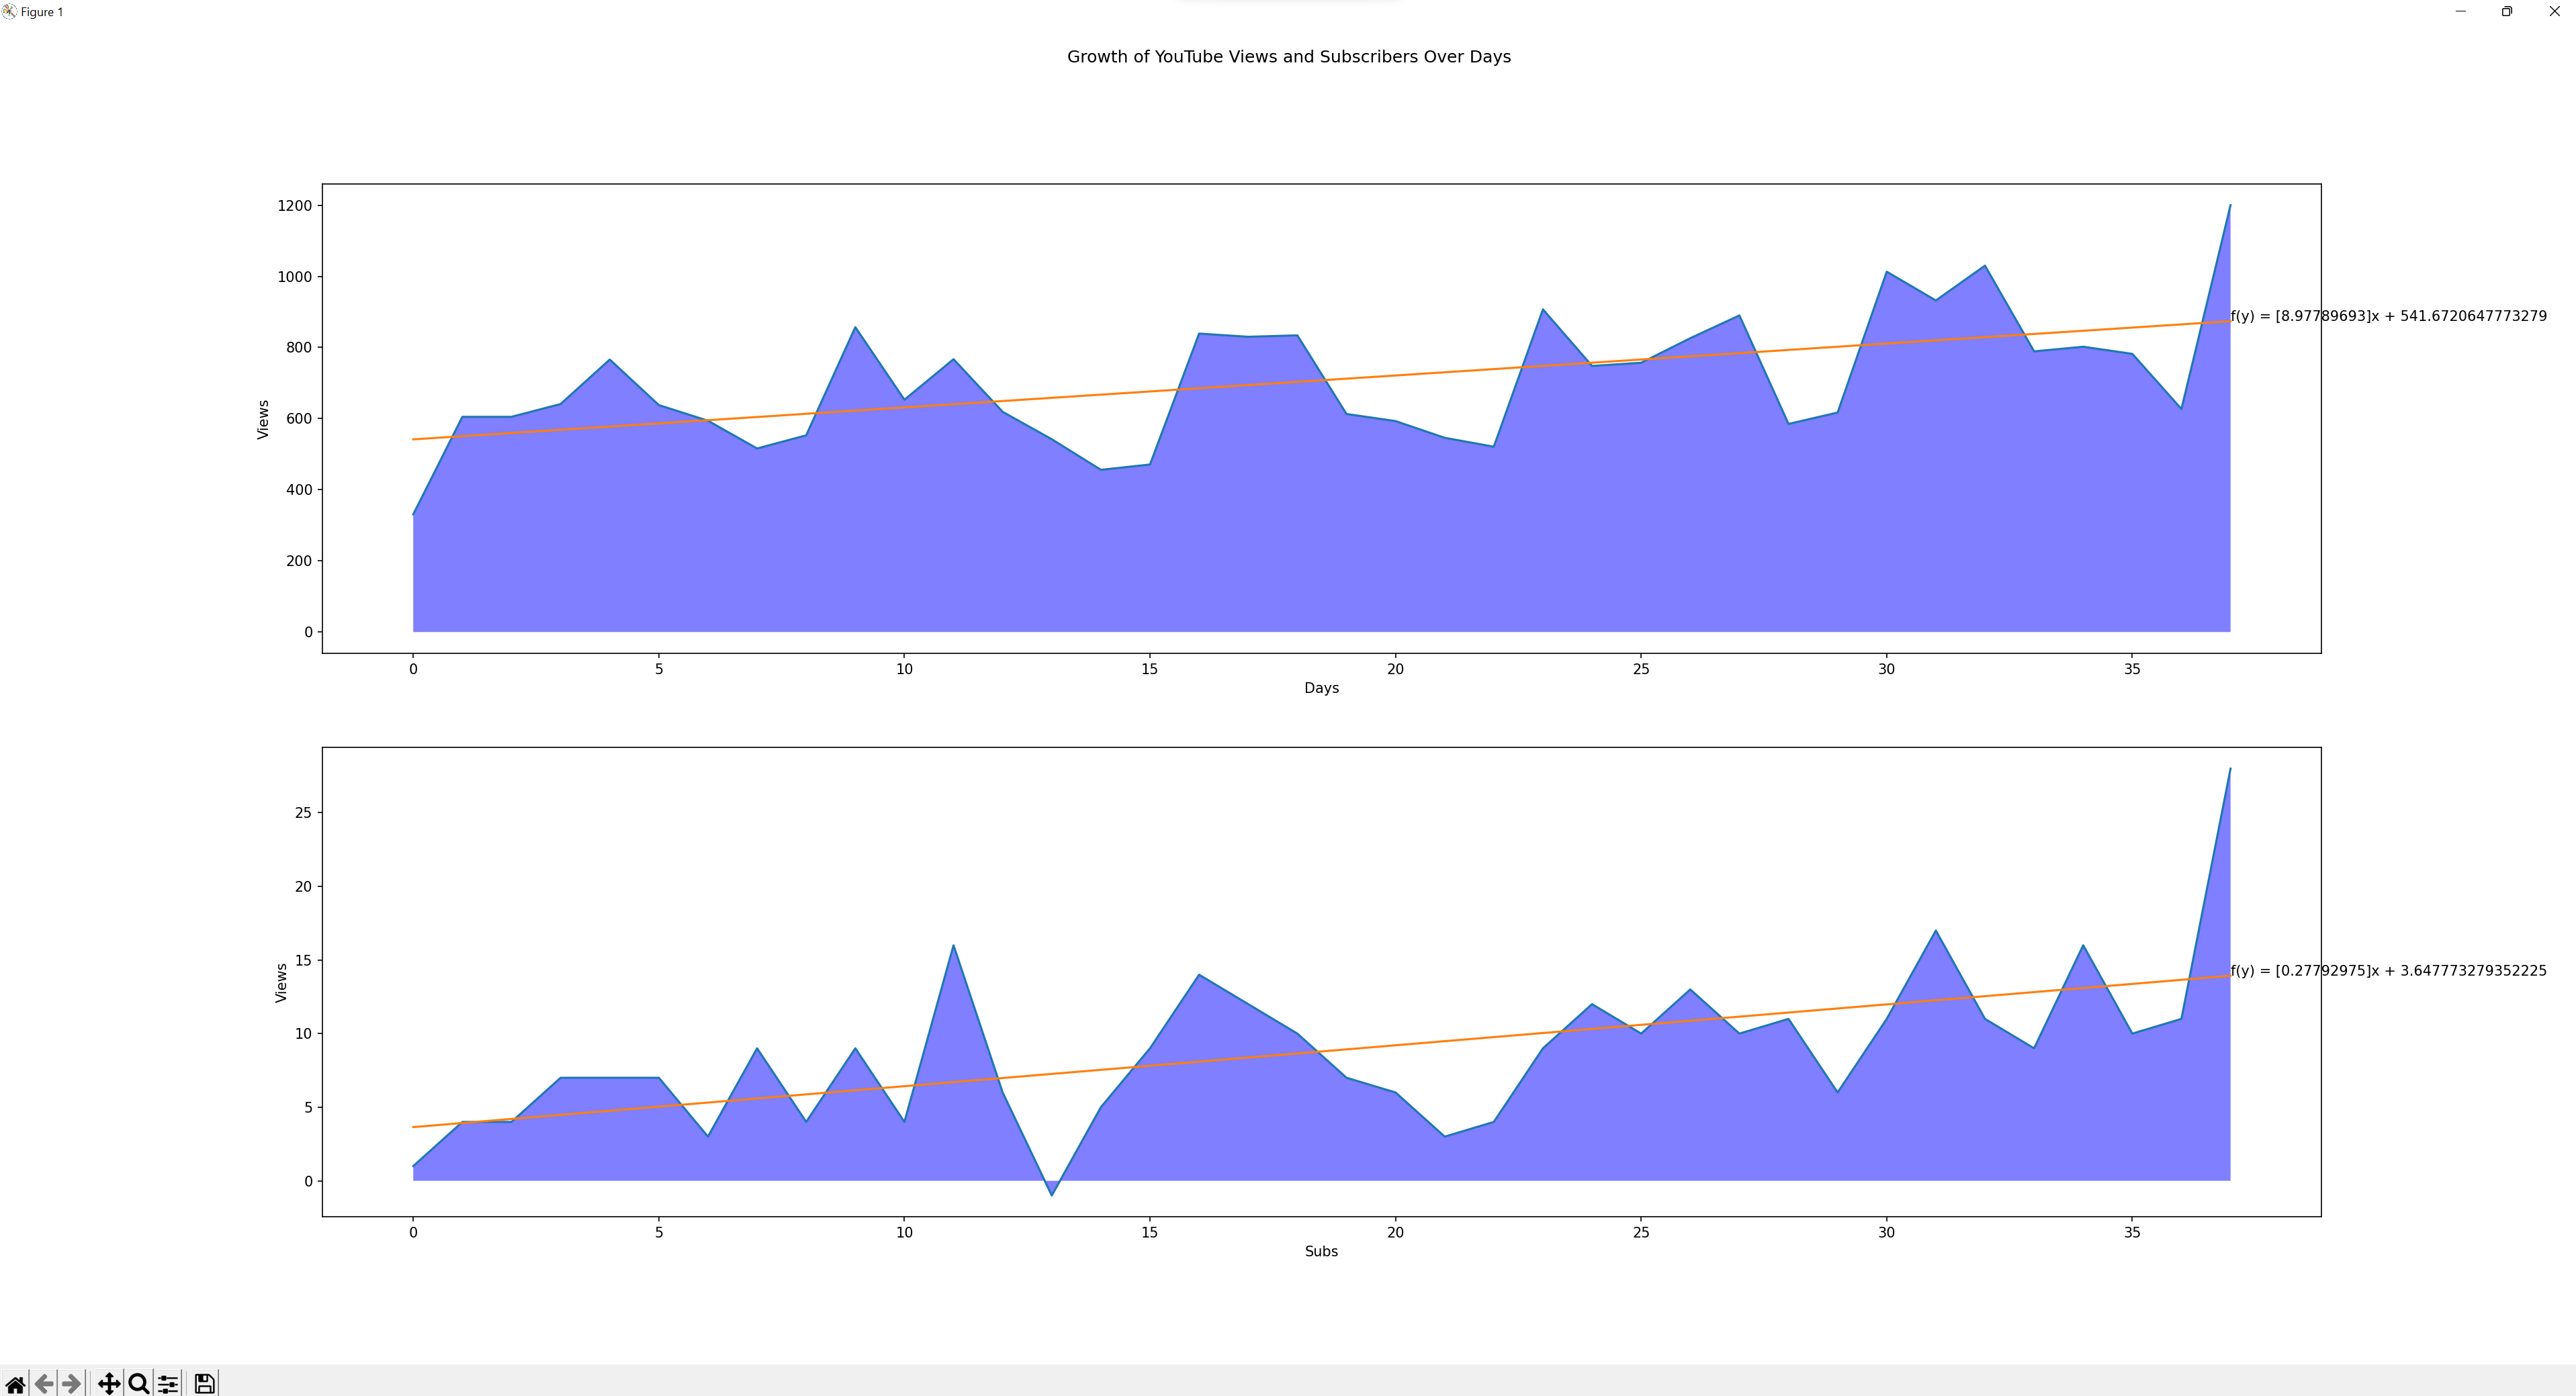 Figure 1
Growth of YouTube Views and Subscribers Over Days
1200
1000
800
600
400
200
0
Views
f(y) = [8.97789693]x + 541.6720647773279
0 5 10 15 20 25 30 35
Days
25
20
15
10
5
0
Views
f(y) = [0.27792975]x + 3.647773279352225
0 5 10 15 20 25 30 35
Subs